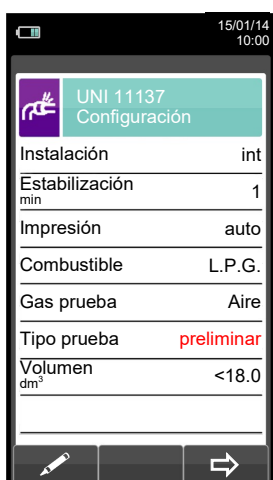 15/01/14
10:00
UNI 11137
Configuración
Instalación int
Estabilización
min 1
Impresión auto
Combustible L.P.G.
Gas prueba Aire
Tipo prueba preliminar
Volumen
dm³ <18.0